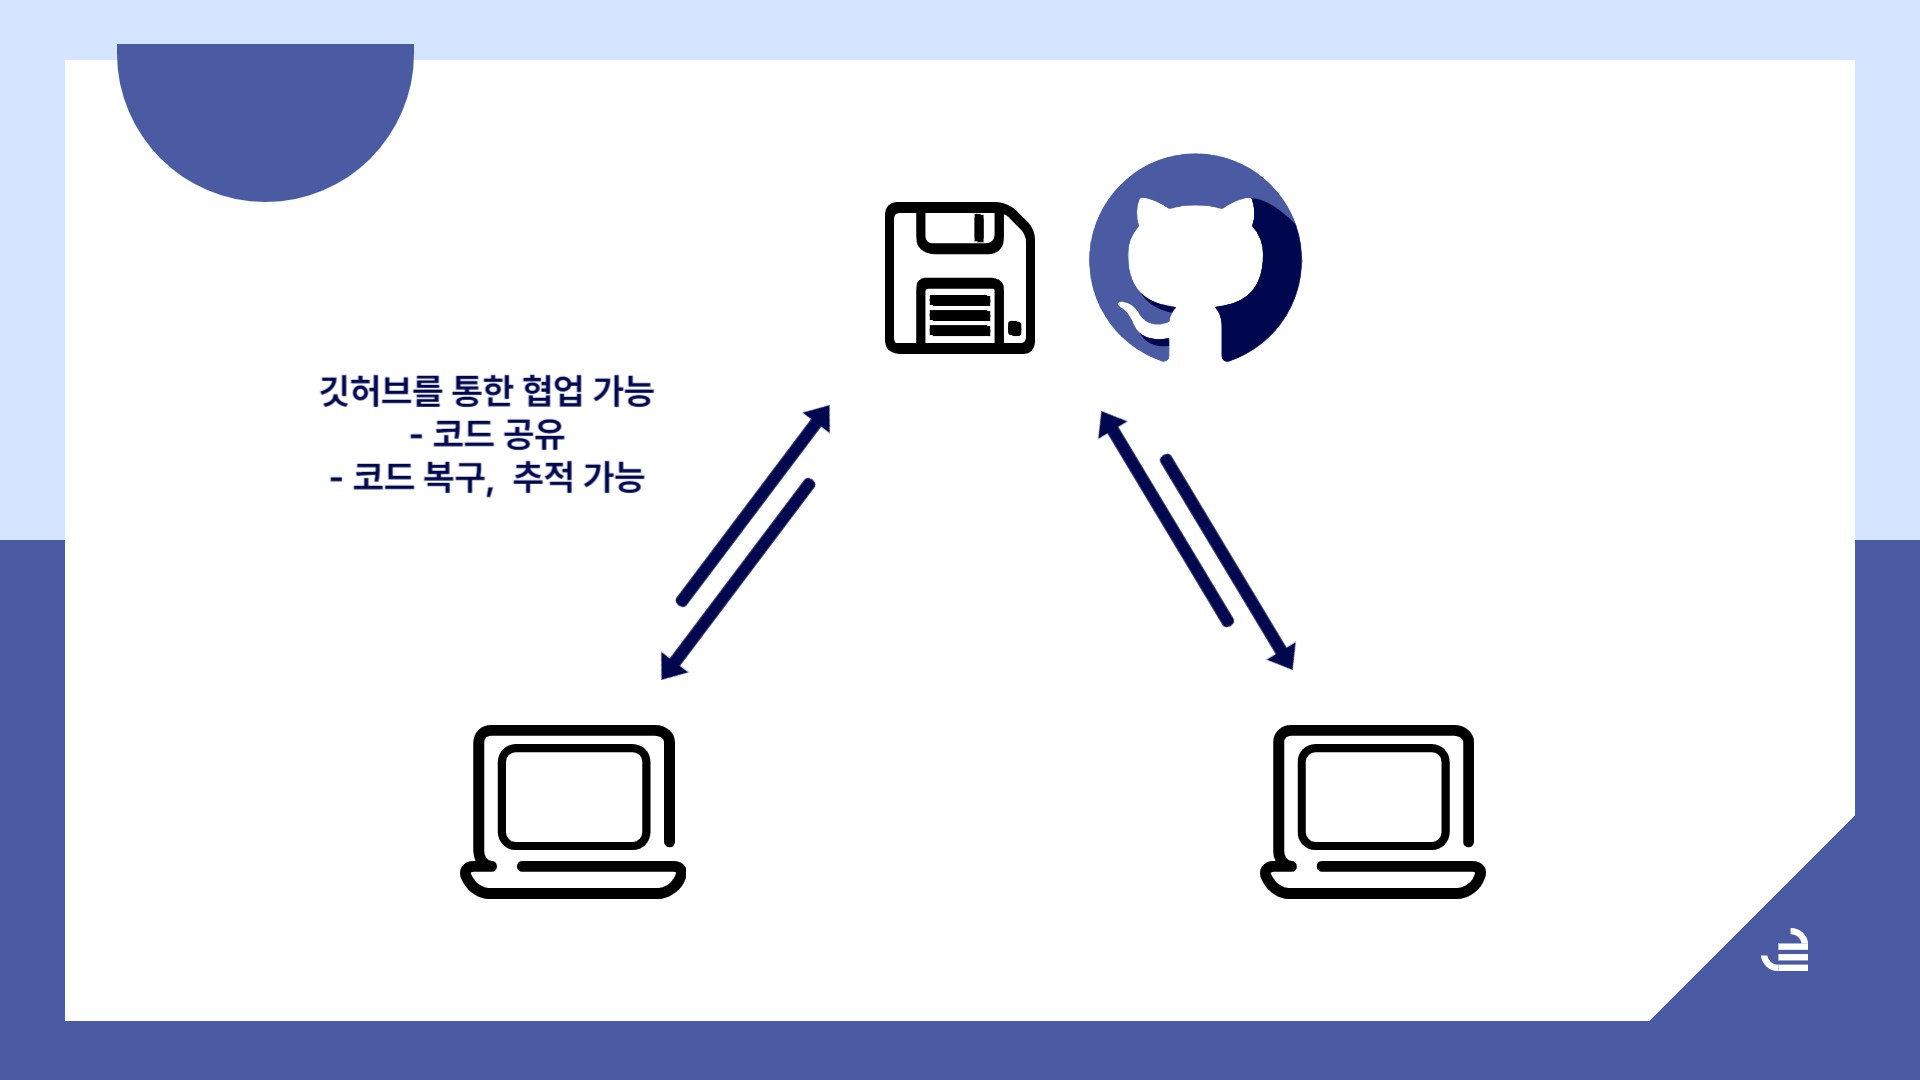 깃허브를 통한 협업 가능
- 코드 공유
- 코드 복구,  추적 가능